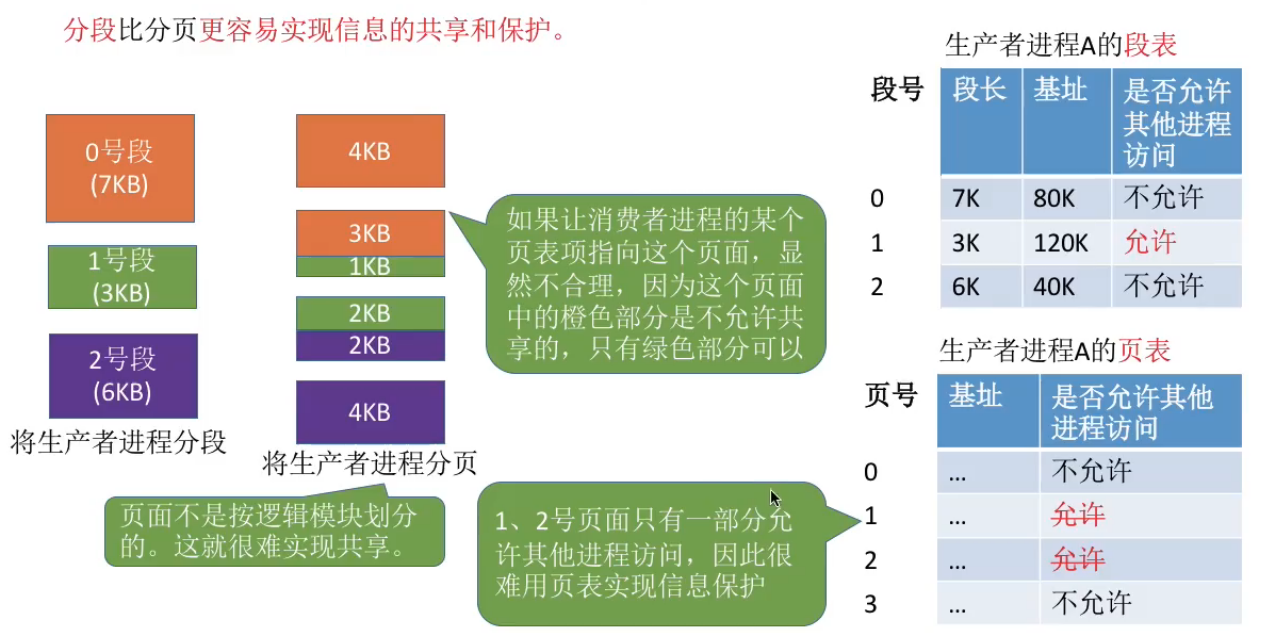 分段比分页更容易实现信息的共享和保护。
0号段
(7KB)
1号段
(3KB)
2号段
(6KB)
将生产者进程分段
4KB
3KB
1KB
2KB
2KB
4KB
将生产者进程分页
页面不是按逻辑模块划分
的。这就很难实现共享。
如果让消费者进程的某个
页表项指向这个页面，显
然不合理，因为这个页面
中的橙色部分是不允许共
享的，只有绿色部分可以
1、2号页面只有一部分允
许其他进程访问，因此很
难用页表实现信息保护
生产者进程A的段表
段号 段长 基址 是否允许
其他进程
访问
0 7K 80K 不允许
1 3K 120K 允许
2 6K 40K 不允许
生产者进程A的页表
页号 基址 是否允许其他
进程访问
0 ... 不允许
1 ... 允许
2 ... 允许
3 ... 不允许